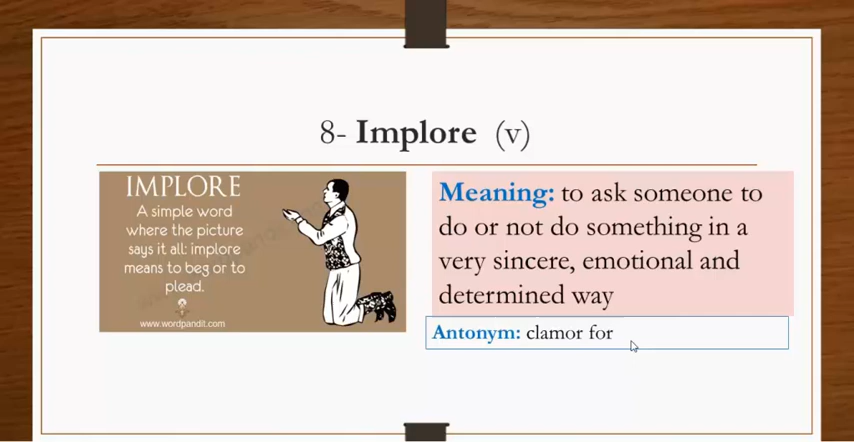 8- Implore (v)
IMPLORE
A simple word
where the picture
says it all: implore
means to beg or to
plead.
www.wordpandit.com
Meaning: to ask someone to
do or not do something in a
very sincere, emotional and
determined way
Antonym: clamor for